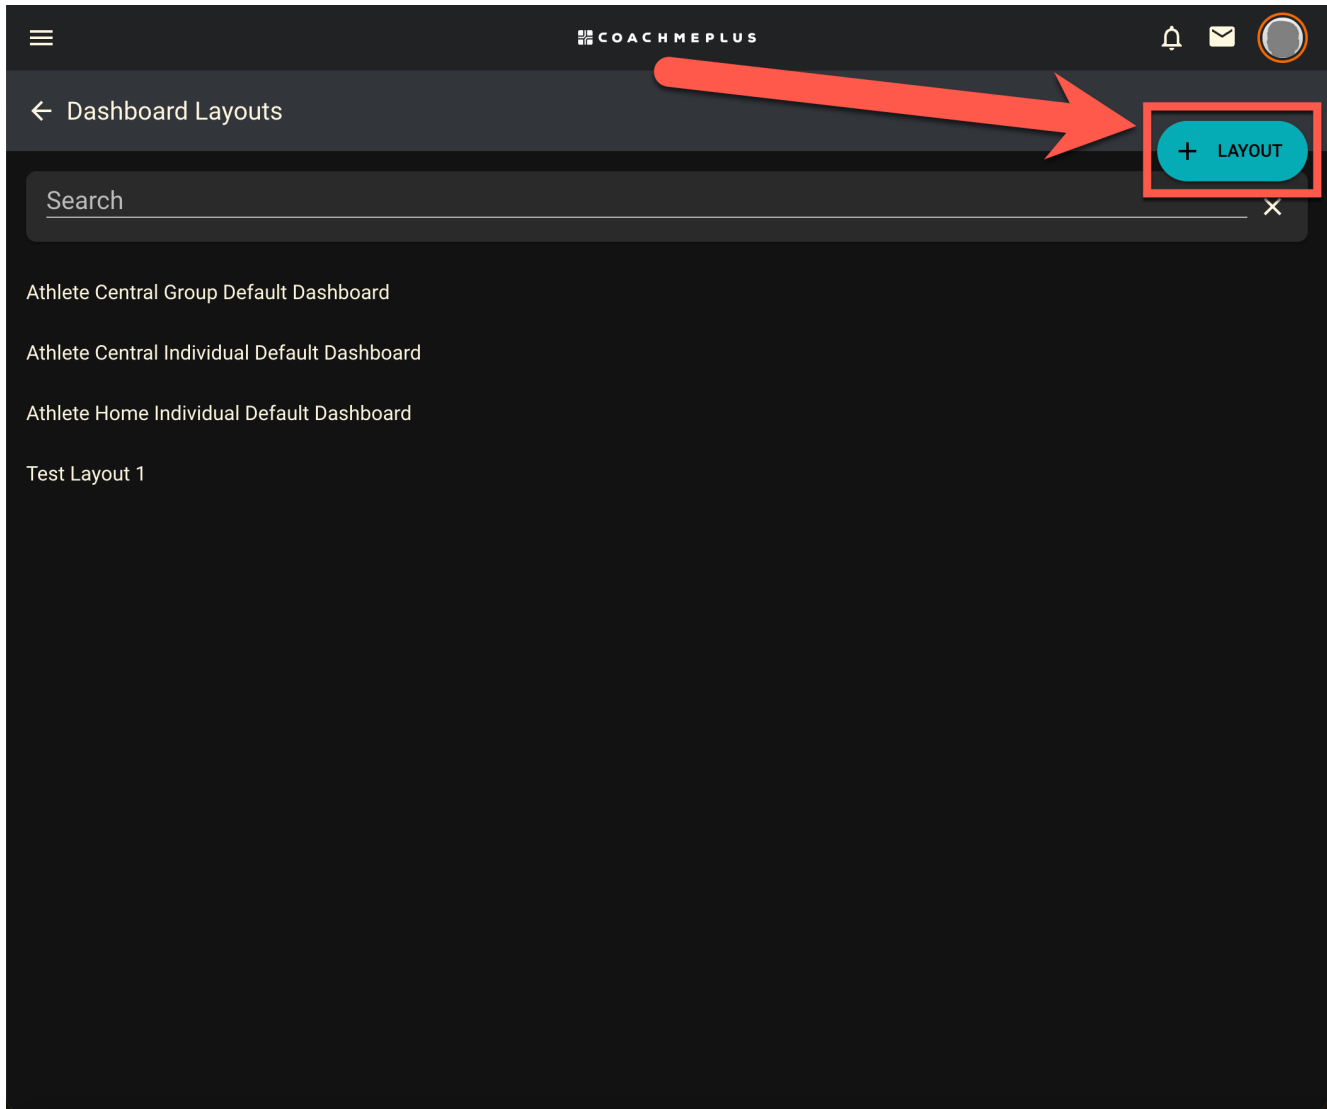 COACHMEPLUS
Dashboard Layouts
+ LAYOUT
Search
Athlete Central Group Default Dashboard
Athlete Central Individual Default Dashboard
Athlete Home Individual Default Dashboard
Test Layout 1